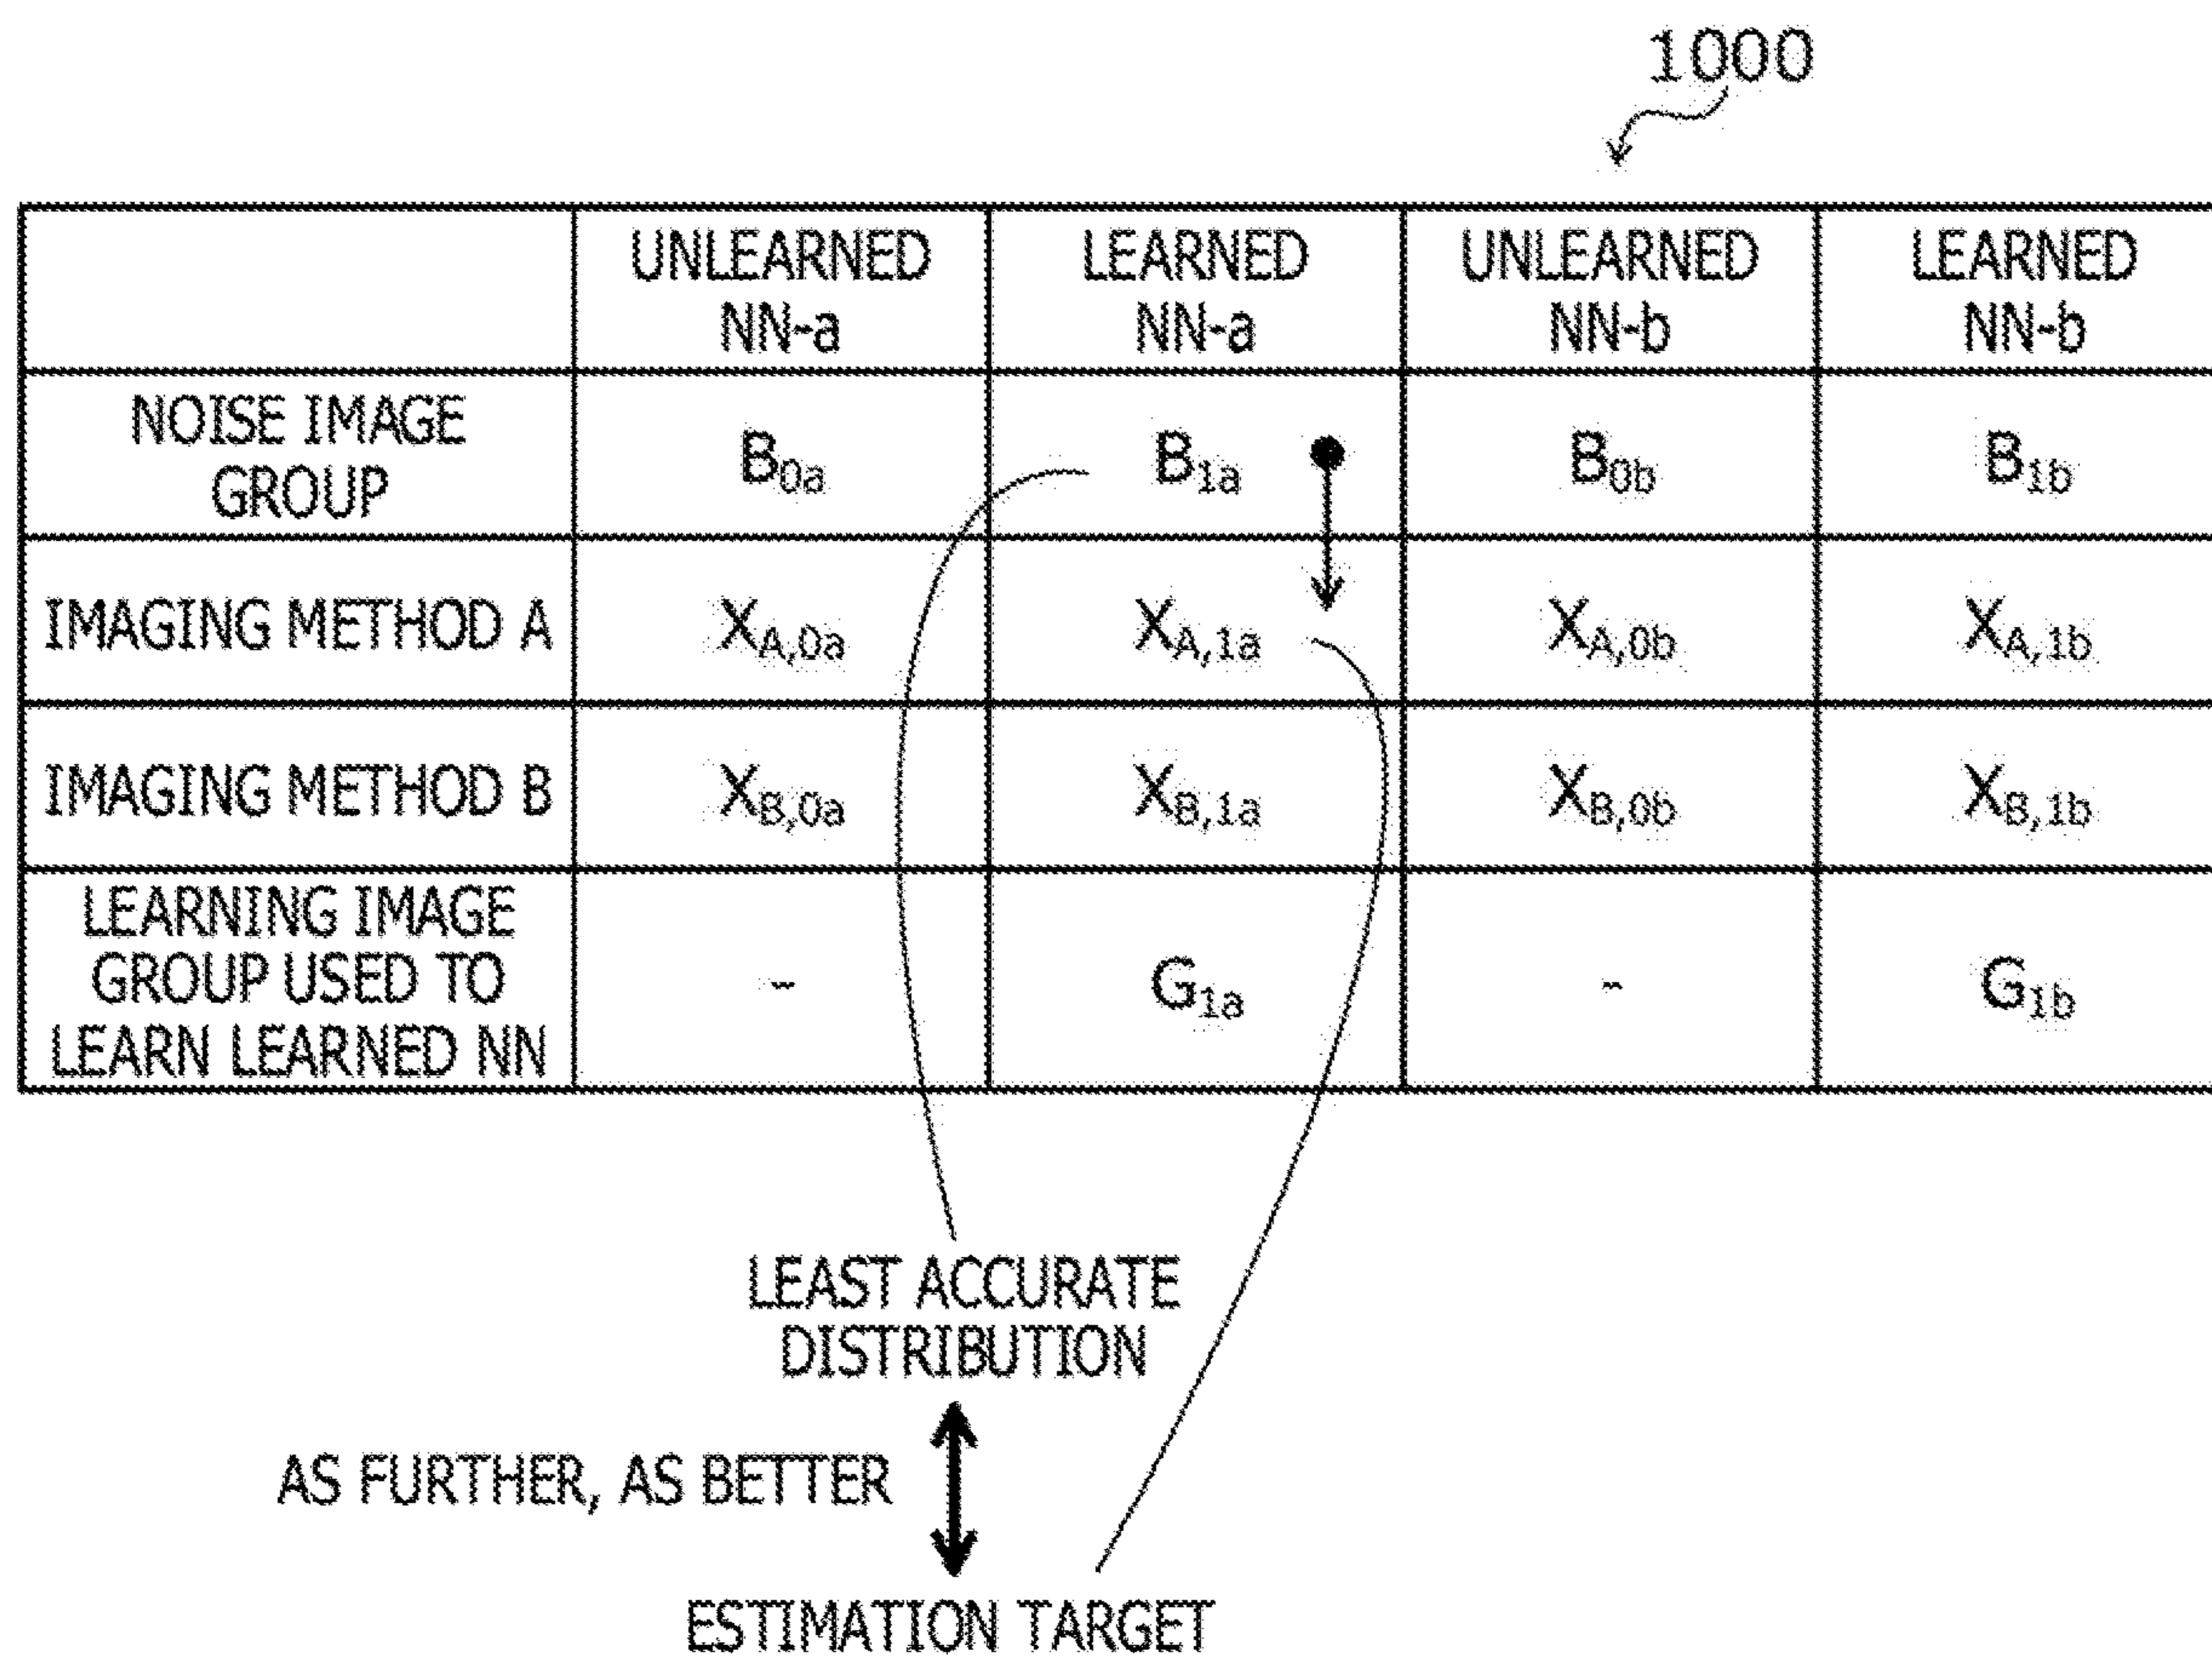 1000
UNLEARNED
NN-a
LEARNED
NN-a
UNLEARNED
NN-b
LEARNED
NN-b
NOISE IMAGE
GROUP
B0a
B1a
B0b
B1b
IMAGING METHOD A
XA,0a
XA,1a
XA,0b
XA,1b
IMAGING METHOD B
XB,0a
XB,1a
XB,0b
XB,1b
LEARNING IMAGE
GROUP USED TO
LEARN LEARNED NN
-
G1a
-
G1b
LEAST ACCURATE
DISTRIBUTION
AS FURTHER, AS BETTER
ESTIMATION TARGET